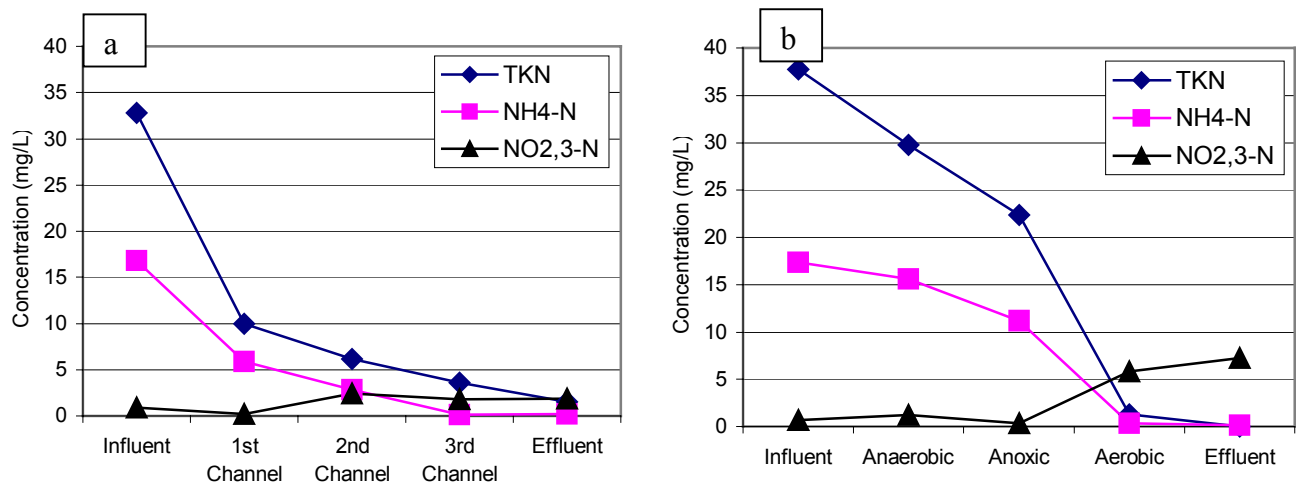 a
Concentration (mg/L)
40
35
30
25
20
15
10
5
0
TKN
NH4-N
NO2,3-N
Influent
1st
Channel
2nd
Channel
3rd
Channel
Effluent
b
Concentration (mg/L)
40
35
30
25
20
15
10
5
0
TKN
NH4-N
NO2,3-N
Influent
Anaerobic
Anoxic
Aerobic
Effluent